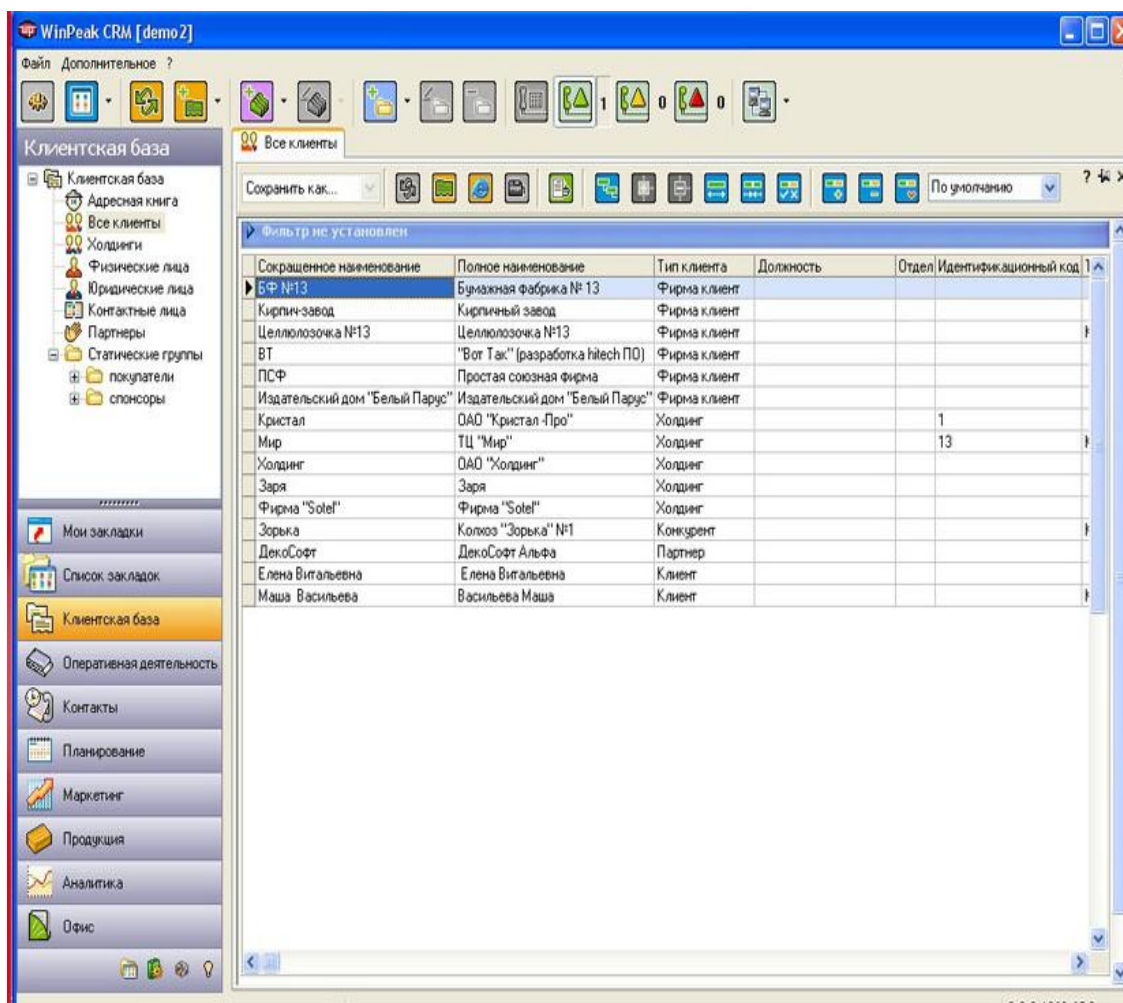 WinPeak CRM [demo2]
Файл Дополнительное ?
1 0 0
Клиентская база
Клиентская база
Адресная книга
Все клиенты
Холдинги
Физические лица
Юридические лица
Контактные лица
Партнеры
Статические группы
покупатели
спонсоры
Мои закладки
Список закладок
Клиентская база
Оперативная деятельность
Контакты
Планирование
Маркетинг
Продукция
Аналитика
Офис
Все клиенты
Сохранить как... По умолчанию ?
Фильтр не установлен
Сокращенное наименование Полное наименование Тип клиента Должность Отдел Идентификационный код
БФ №13 Бумажная фабрика № 13 Фирма клиент
Кирпич-завод Кирпичный завод Фирма клиент
Целлюлозочка №13 Целлюлозочка №13 Фирма клиент
ВТ "Вот Так" (разработка hitech ПО) Фирма клиент
ПСФ Простая союзная фирма Фирма клиент
Издательский дом "Белый Парус" Издательский дом "Белый Парус" Фирма клиент
Кристал ОАО "Кристал -Про" Холдинг 1
Мир ТЦ "Мир" Холдинг 13
Холдинг ОАО "Холдинг" Холдинг
Заря Заря Холдинг
Фирма "Sotel" Фирма "Sotel" Холдинг
Зорька Колхоз "Зорька" №1 Конкурент
ДекоСофт ДекоСофт Альфа Партнер
Елена Витальевна Елена Витальевна Клиент
Маша Васильева Васильева Маша Клиент